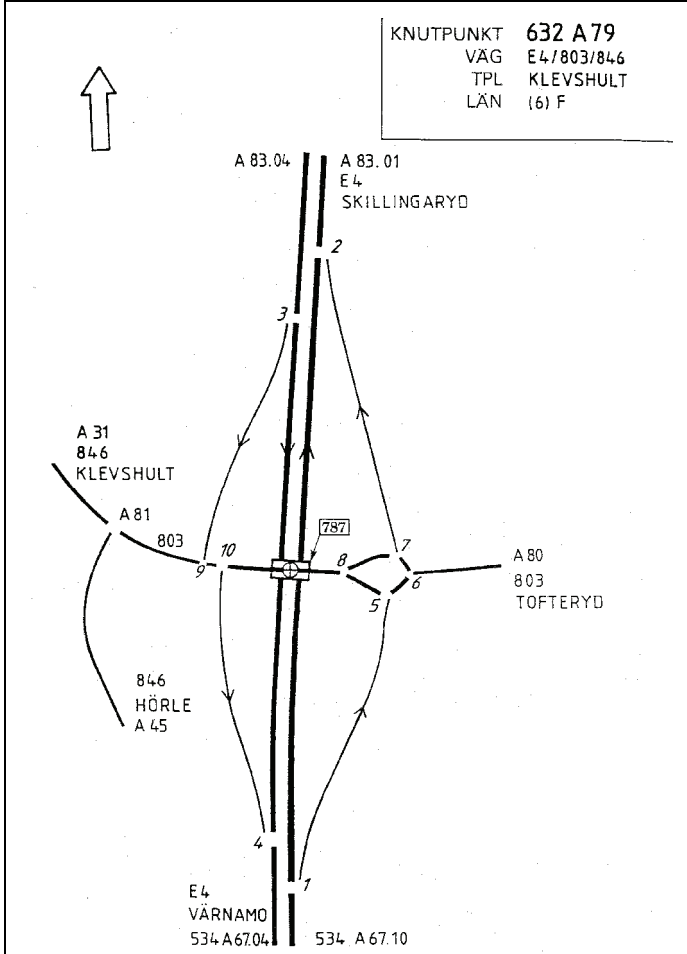 KNUTPUNKT 632 A79
VÄG E4/803/846
TPL KLEVSHULT
LÄN (6) F
A 83.04
A 83.01
E4
SKILLINGARYD
2
3
A 31
846
KLEVSHULT
A 81
803
787
9
10
8
7
6
5
A 80
803
TOFTERYD
846
HÖRLE
A 45
4
1
E4
VÄRNAMO
534 A67.04
534 A67.10